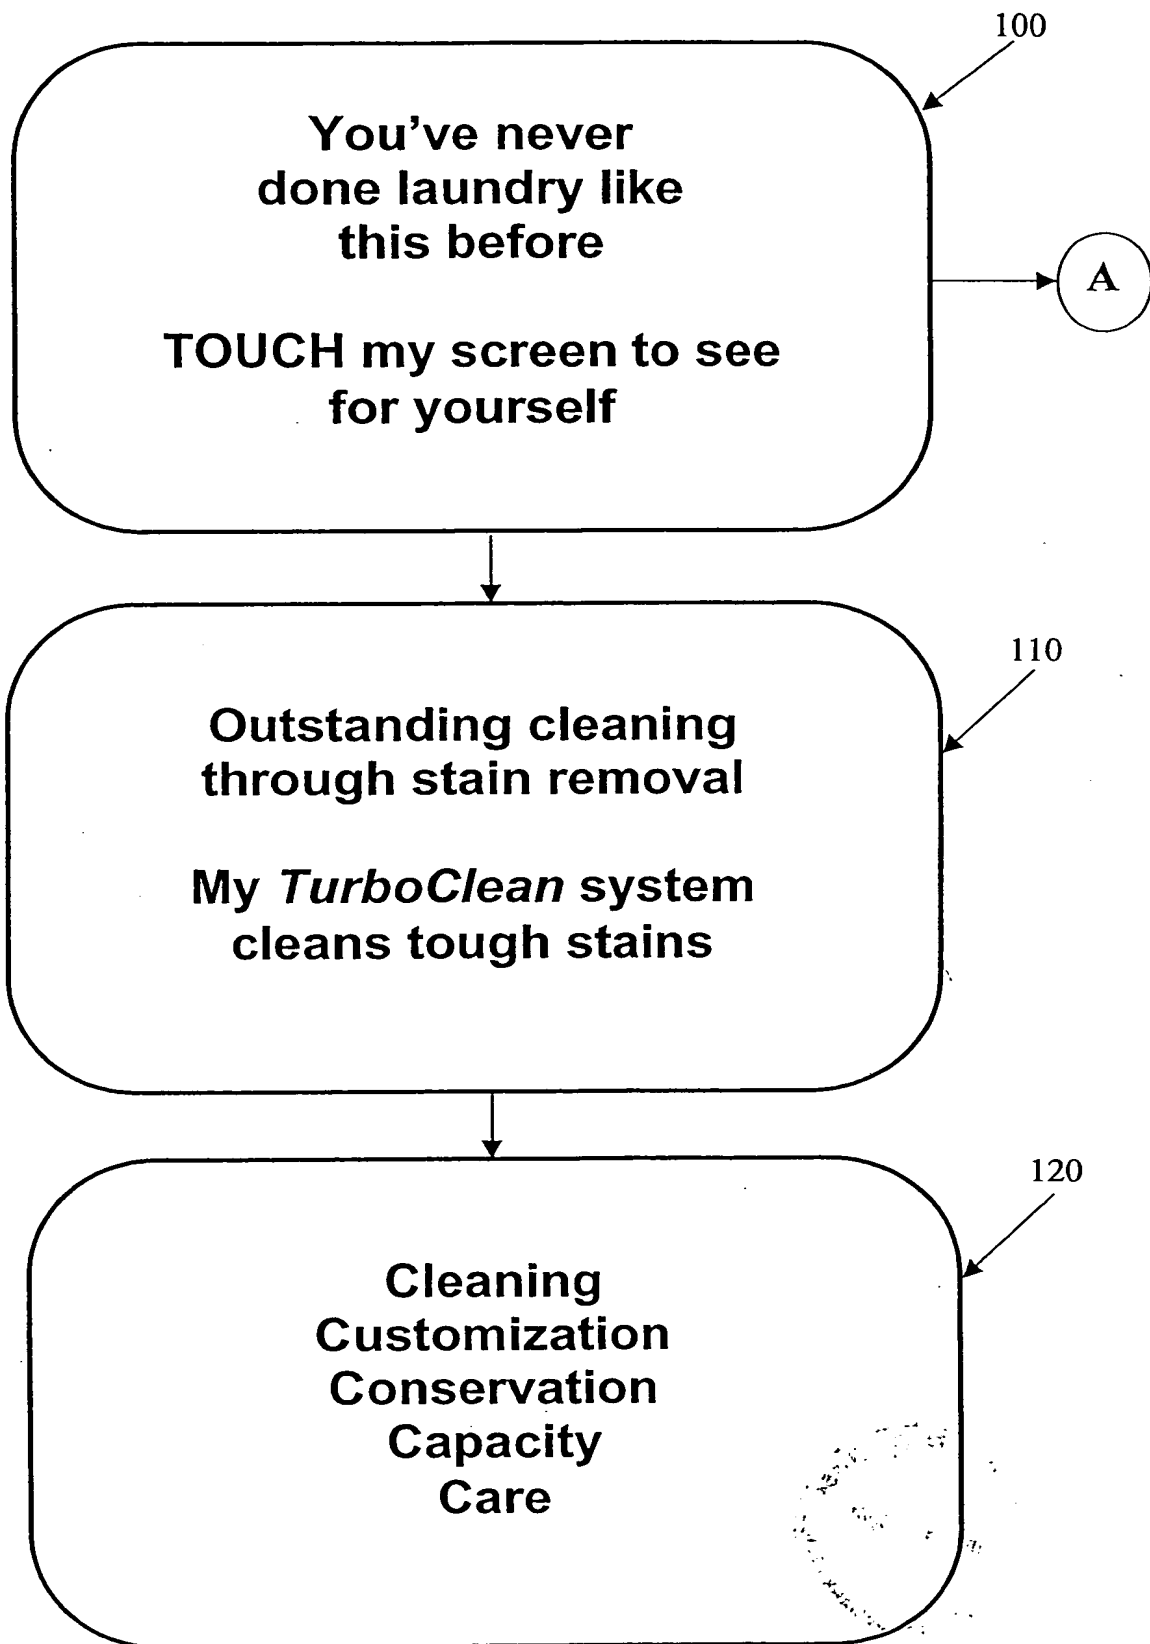 100
You've never
done laundry like
this before
TOUCH my screen to see
for yourself
A
110
Outstanding cleaning
through stain removal
My TurboClean system
cleans tough stains
120
Cleaning
Customization
Conservation
Capacity
Care